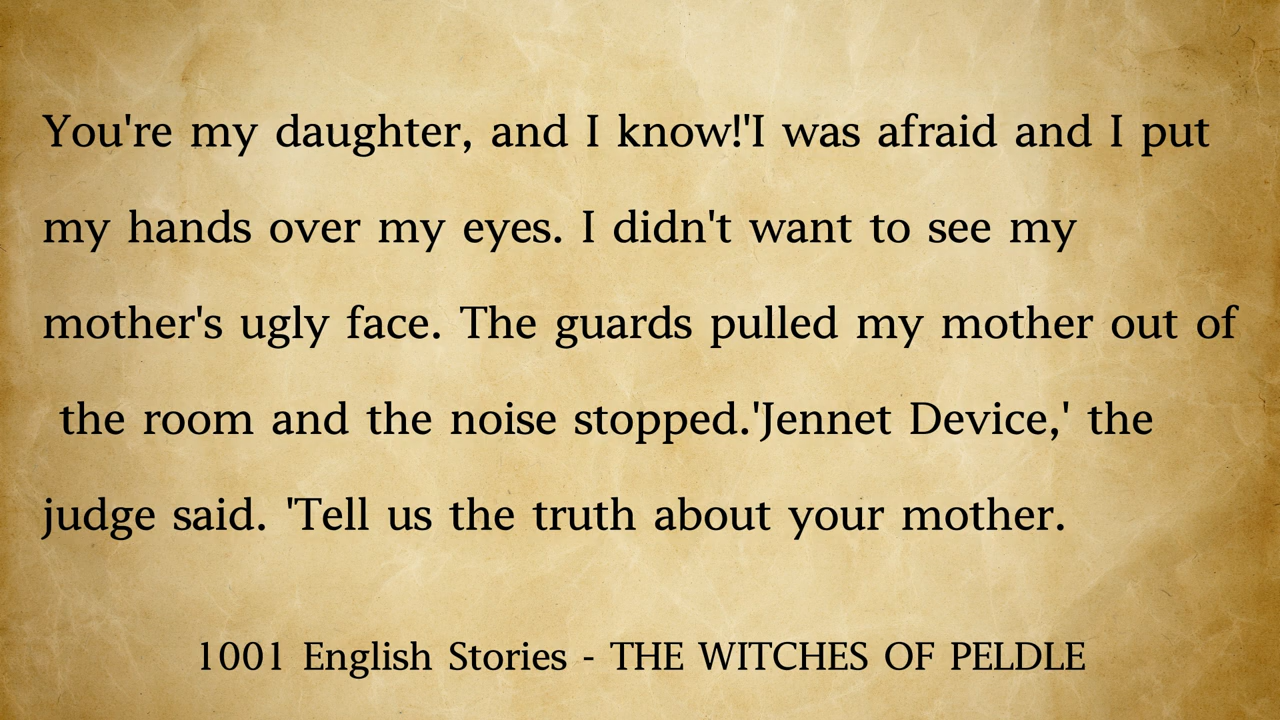 You're my daughter, and I know!'I was afraid and I put
my hands over my eyes. I didn't want to see my
mother's ugly face. The guards pulled my mother out of
the room and the noise stopped.'Jennet Device,' the
judge said. 'Tell us the truth about your mother.
1001 English Stories - THE WITCHES OF PELDLE